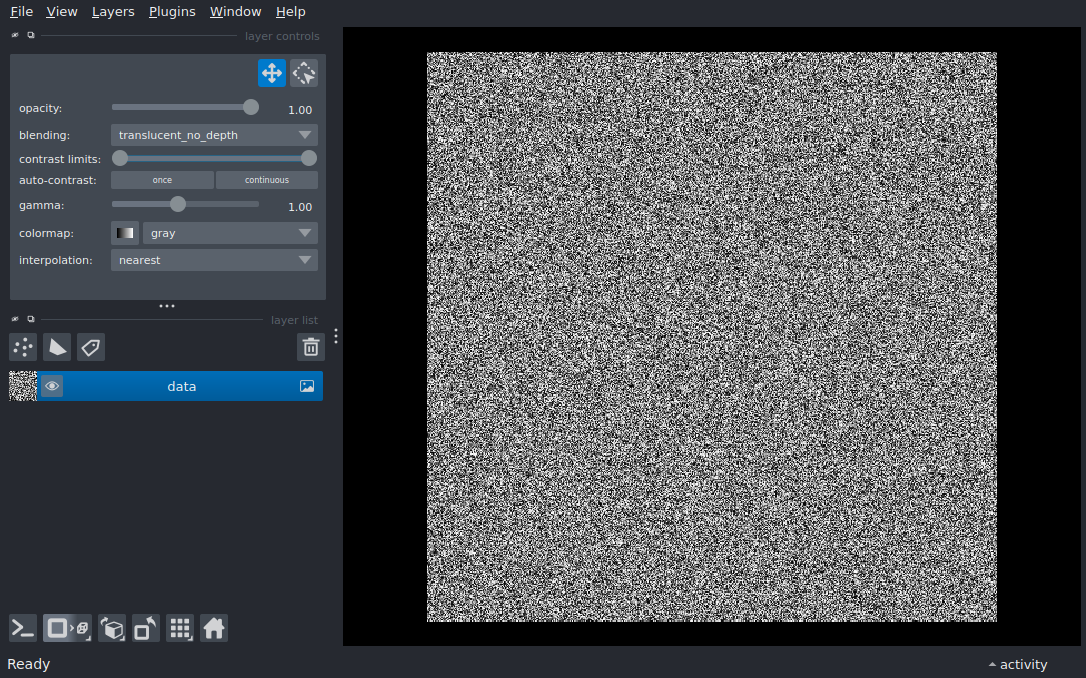 File View Layers Plugins Window Help
layer controls
opacity: 1.00
blending: translucent_no_depth
contrast limits:
auto-contrast: once continuous
gamma: 1.00
colormap: gray
interpolation: nearest
layer list
data
Ready
activity